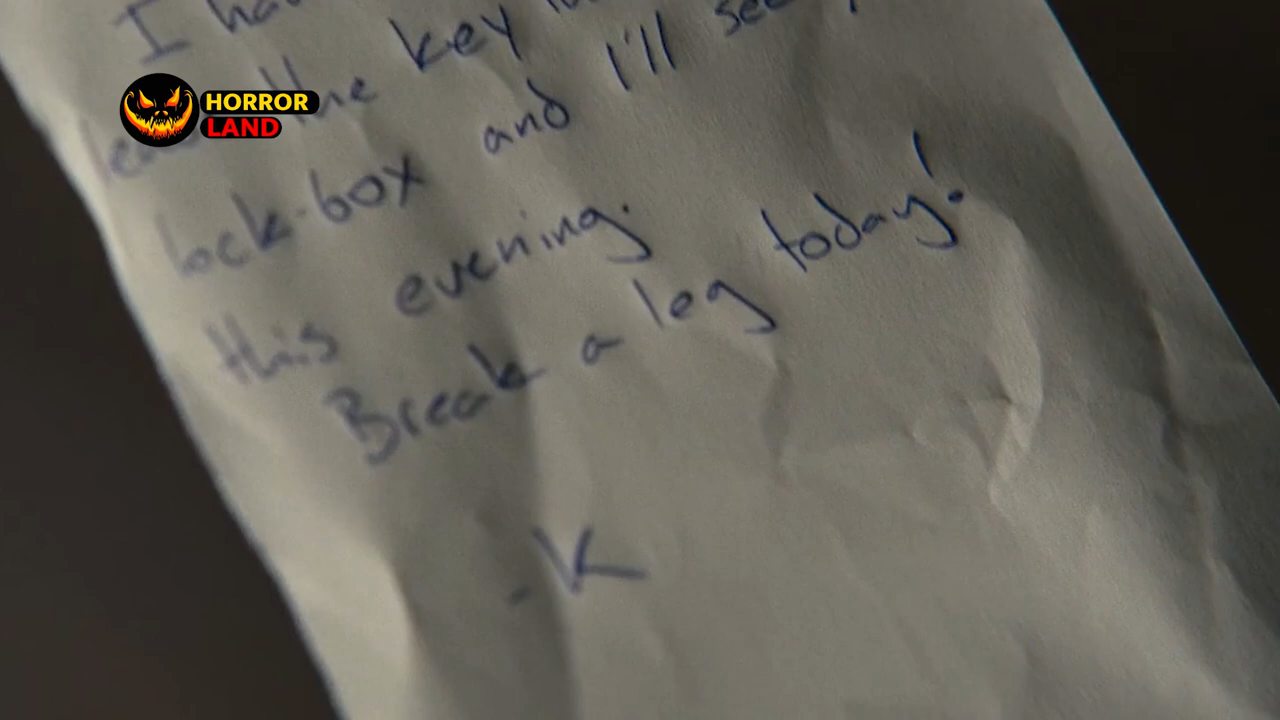 HORROR
LAND
I
the key
lock-box and I'll
this evening.
Break a leg today!
-K